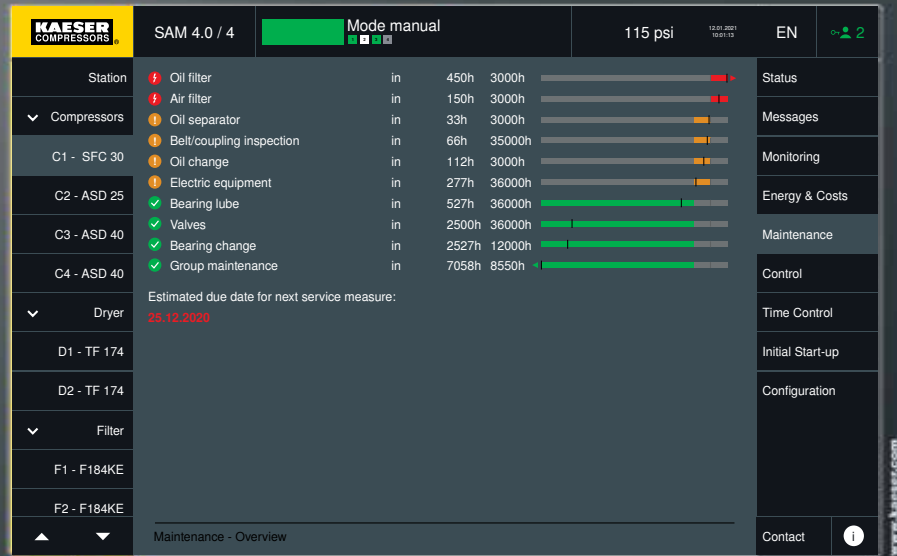 KAESER
COMPRESSORS
SAM 4.0 / 4
Mode manual
115 psi
12.01.2021
10:01:13
EN
2
Station
Compressors
C1 - SFC 30
C2 - ASD 25
C3 - ASD 40
C4 - ASD 40
Dryer
D1 - TF 174
D2 - TF 174
Filter
F1 - F184KE
F2 - F184KE
Oil filter in 450h 3000h
Air filter in 150h 3000h
Oil separator in 33h 3000h
Belt/coupling inspection in 66h 35000h
Oil change in 112h 3000h
Electric equipment in 277h 36000h
Bearing lube in 527h 36000h
Valves in 2500h 36000h
Bearing change in 2527h 12000h
Group maintenance in 7058h 8550h
Estimated due date for next service measure:
25.12.2020
Maintenance - Overview
Status
Messages
Monitoring
Energy & Costs
Maintenance
Control
Time Control
Initial Start-up
Configuration
Contact
i
www.kaeser.com